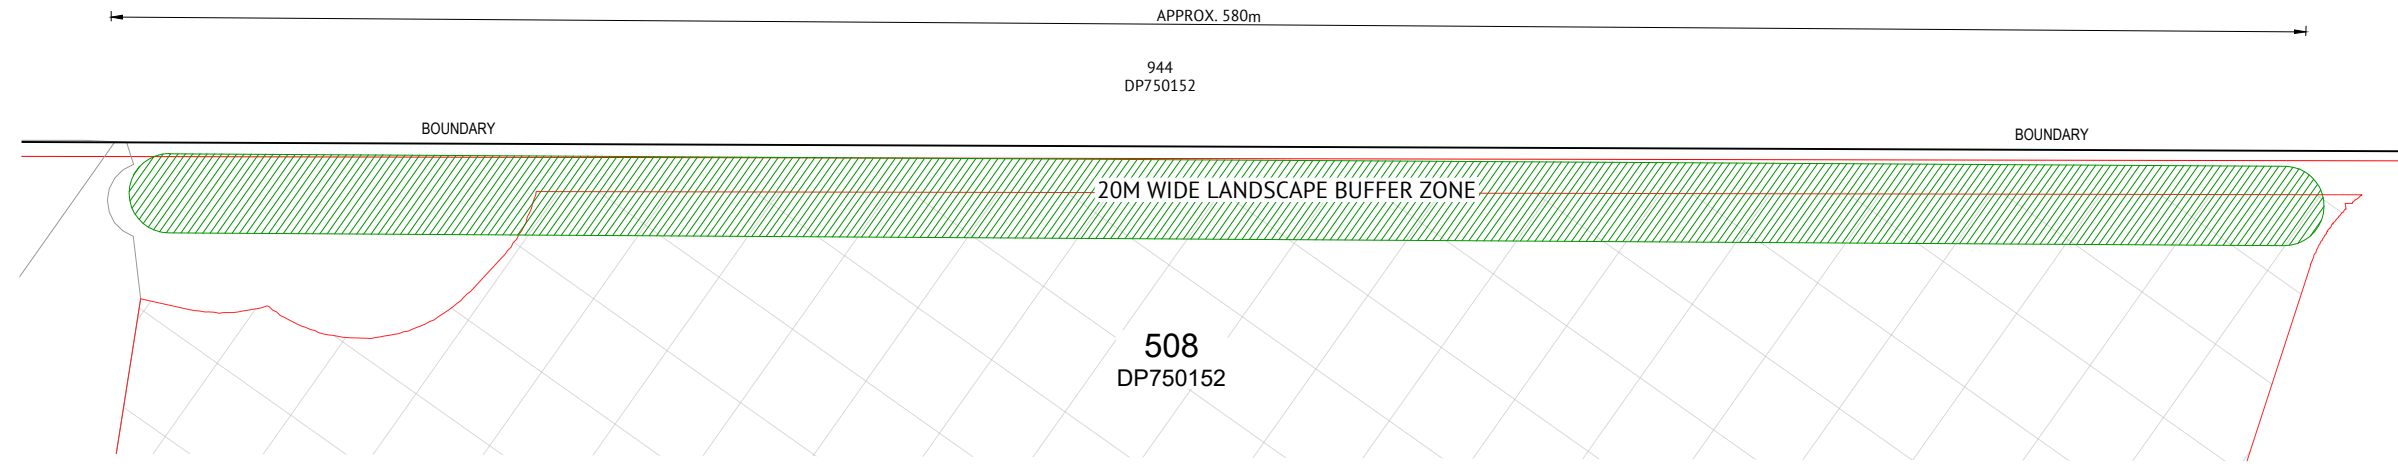 APPROX. 580m
944
DP750152
BOUNDARY
BOUNDARY
20M WIDE LANDSCAPE BUFFER ZONE
508
DP750152